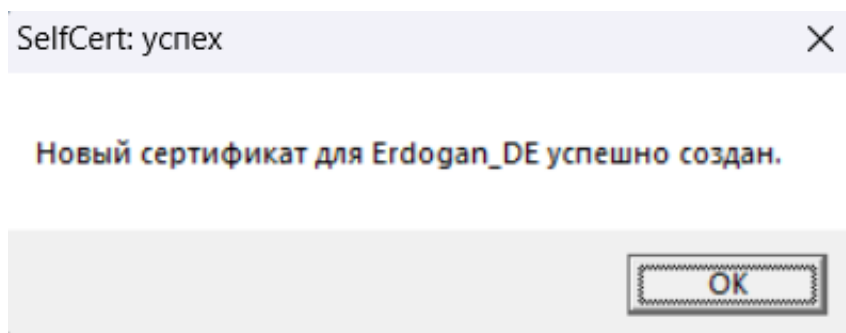 SelfCert: успех
Новый сертификат для Erdogan_DE успешно создан.
OK